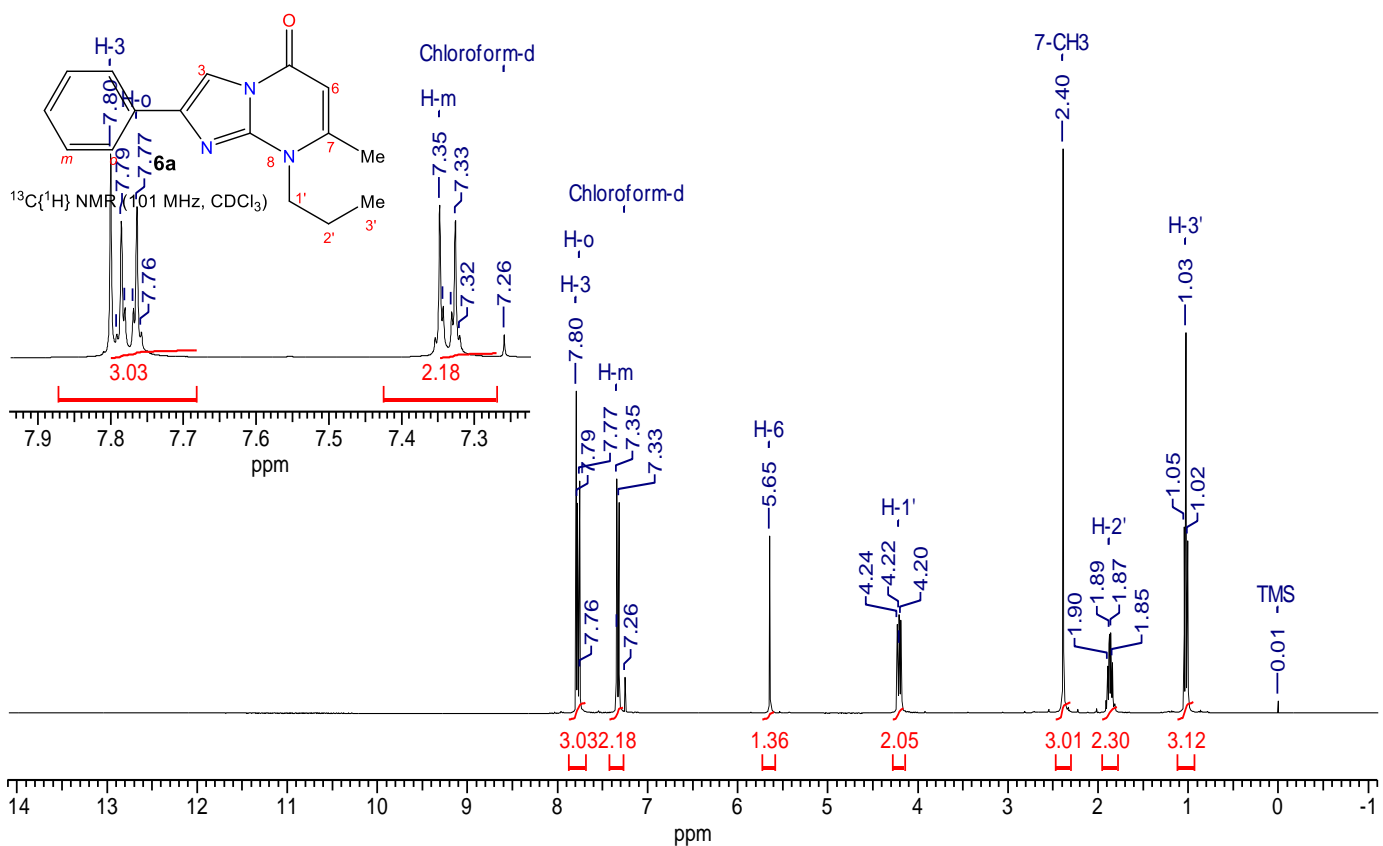 O
H-3
Chloroform-d
7-CH3
3
N
6
7.80
H-o
H-m
2.40
7.35
7.33
7.79
7.77
m
o
6a
N
8
N
7
Me
¹³C{¹H} NMR (101 MHz, CDCl₃)
1'
Me
2'
3'
Chloroform-d
H-o
H-3'
7.76
7.32
7.26
H-3
1.03
7.80
3.03
2.18
H-m
7.9
7.8
7.7
7.6
7.5
7.4
7.3
ppm
7.79
7.77
7.35
7.33
H-6
5.65
1.05
1.02
H-1'
H-2'
4.24
4.22
4.20
1.90
1.89
1.87
1.85
7.76
7.26
TMS
0.01
3.03
2.18
1.36
2.05
3.01
2.30
3.12
14
13
12
11
10
9
8
7
6
5
4
3
2
1
0
-1
ppm